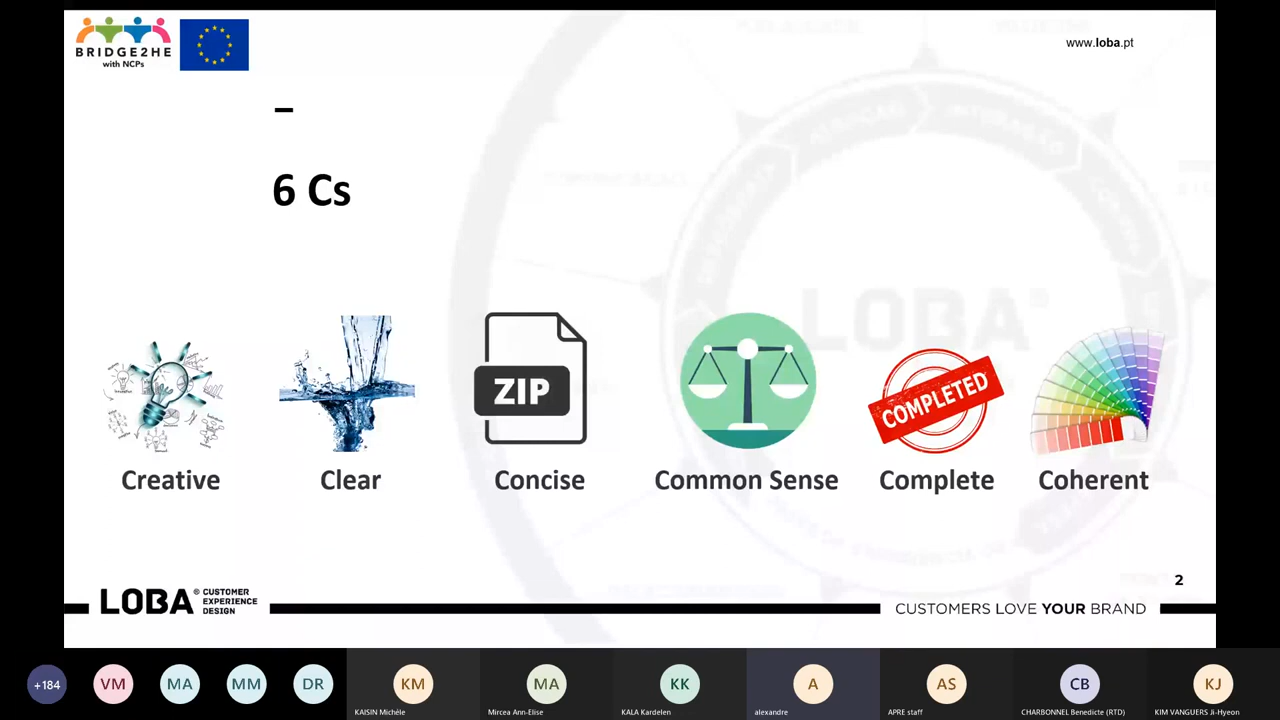 BRIDGE2HE
with NCPs
www.loba.pt
–
6 Cs
ZIP
COMPLETED
Creative
Clear
Concise
Common Sense
Complete
Coherent
LOBA®
2
LOBA® CUSTOMER
EXPERIENCE
DESIGN
CUSTOMERS LOVE YOUR BRAND
+184
VM
MA
MM
DR
KM
KAISIN Michèle
MA
Mircea Ann-Elise
KK
KALA Kardelen
A
alexandre
AS
APRE staff
CB
CHARBONNEL Benedicte (RTD)
KJ
KIM VANGUERS Ji-Hyeon